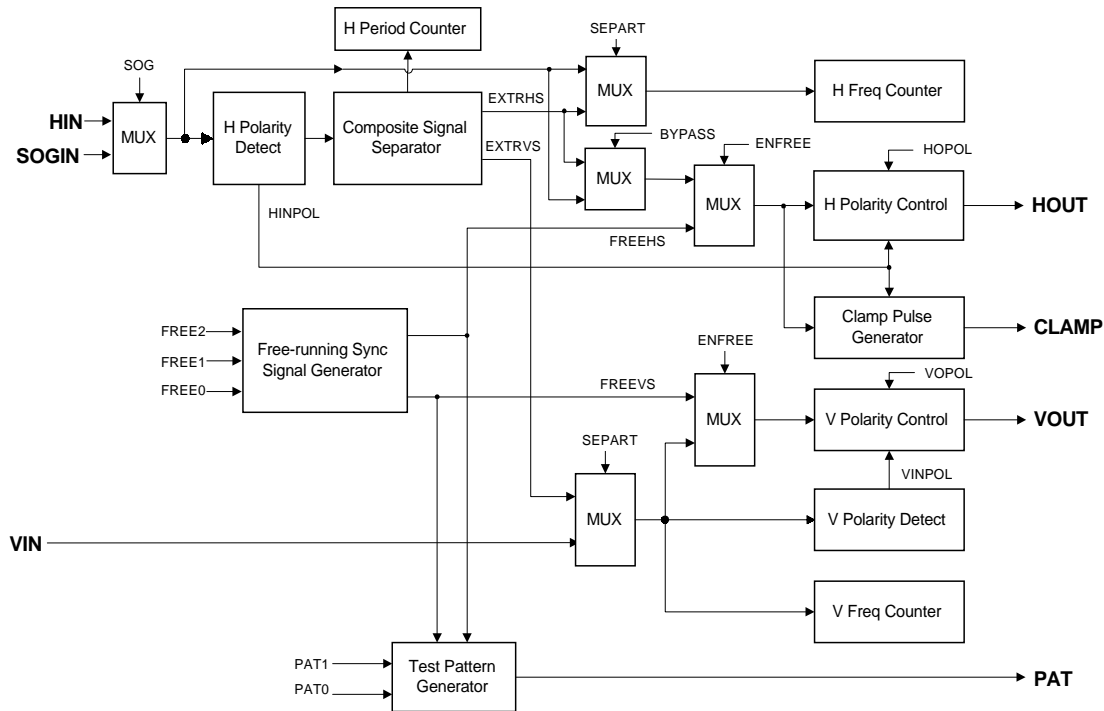 H Period Counter
SEPART
SOG
MUX
H Freq Counter
HIN
SOGIN
MUX
H Polarity
Detect
Composite Signal
Separator
EXTRHS
EXTRVS
BYPASS
MUX
ENFREE
MUX
HOPOL
H Polarity Control
HOUT
HINPOL
FREEHS
FREE2
FREE1
FREE0
Free-running Sync
Signal Generator
Clamp Pulse
Generator
CLAMP
ENFREE
FREEVS
MUX
VOPOL
V Polarity Control
VOUT
SEPART
MUX
VINPOL
V Polarity Detect
VIN
V Freq Counter
PAT1
PAT0
Test Pattern
Generator
PAT